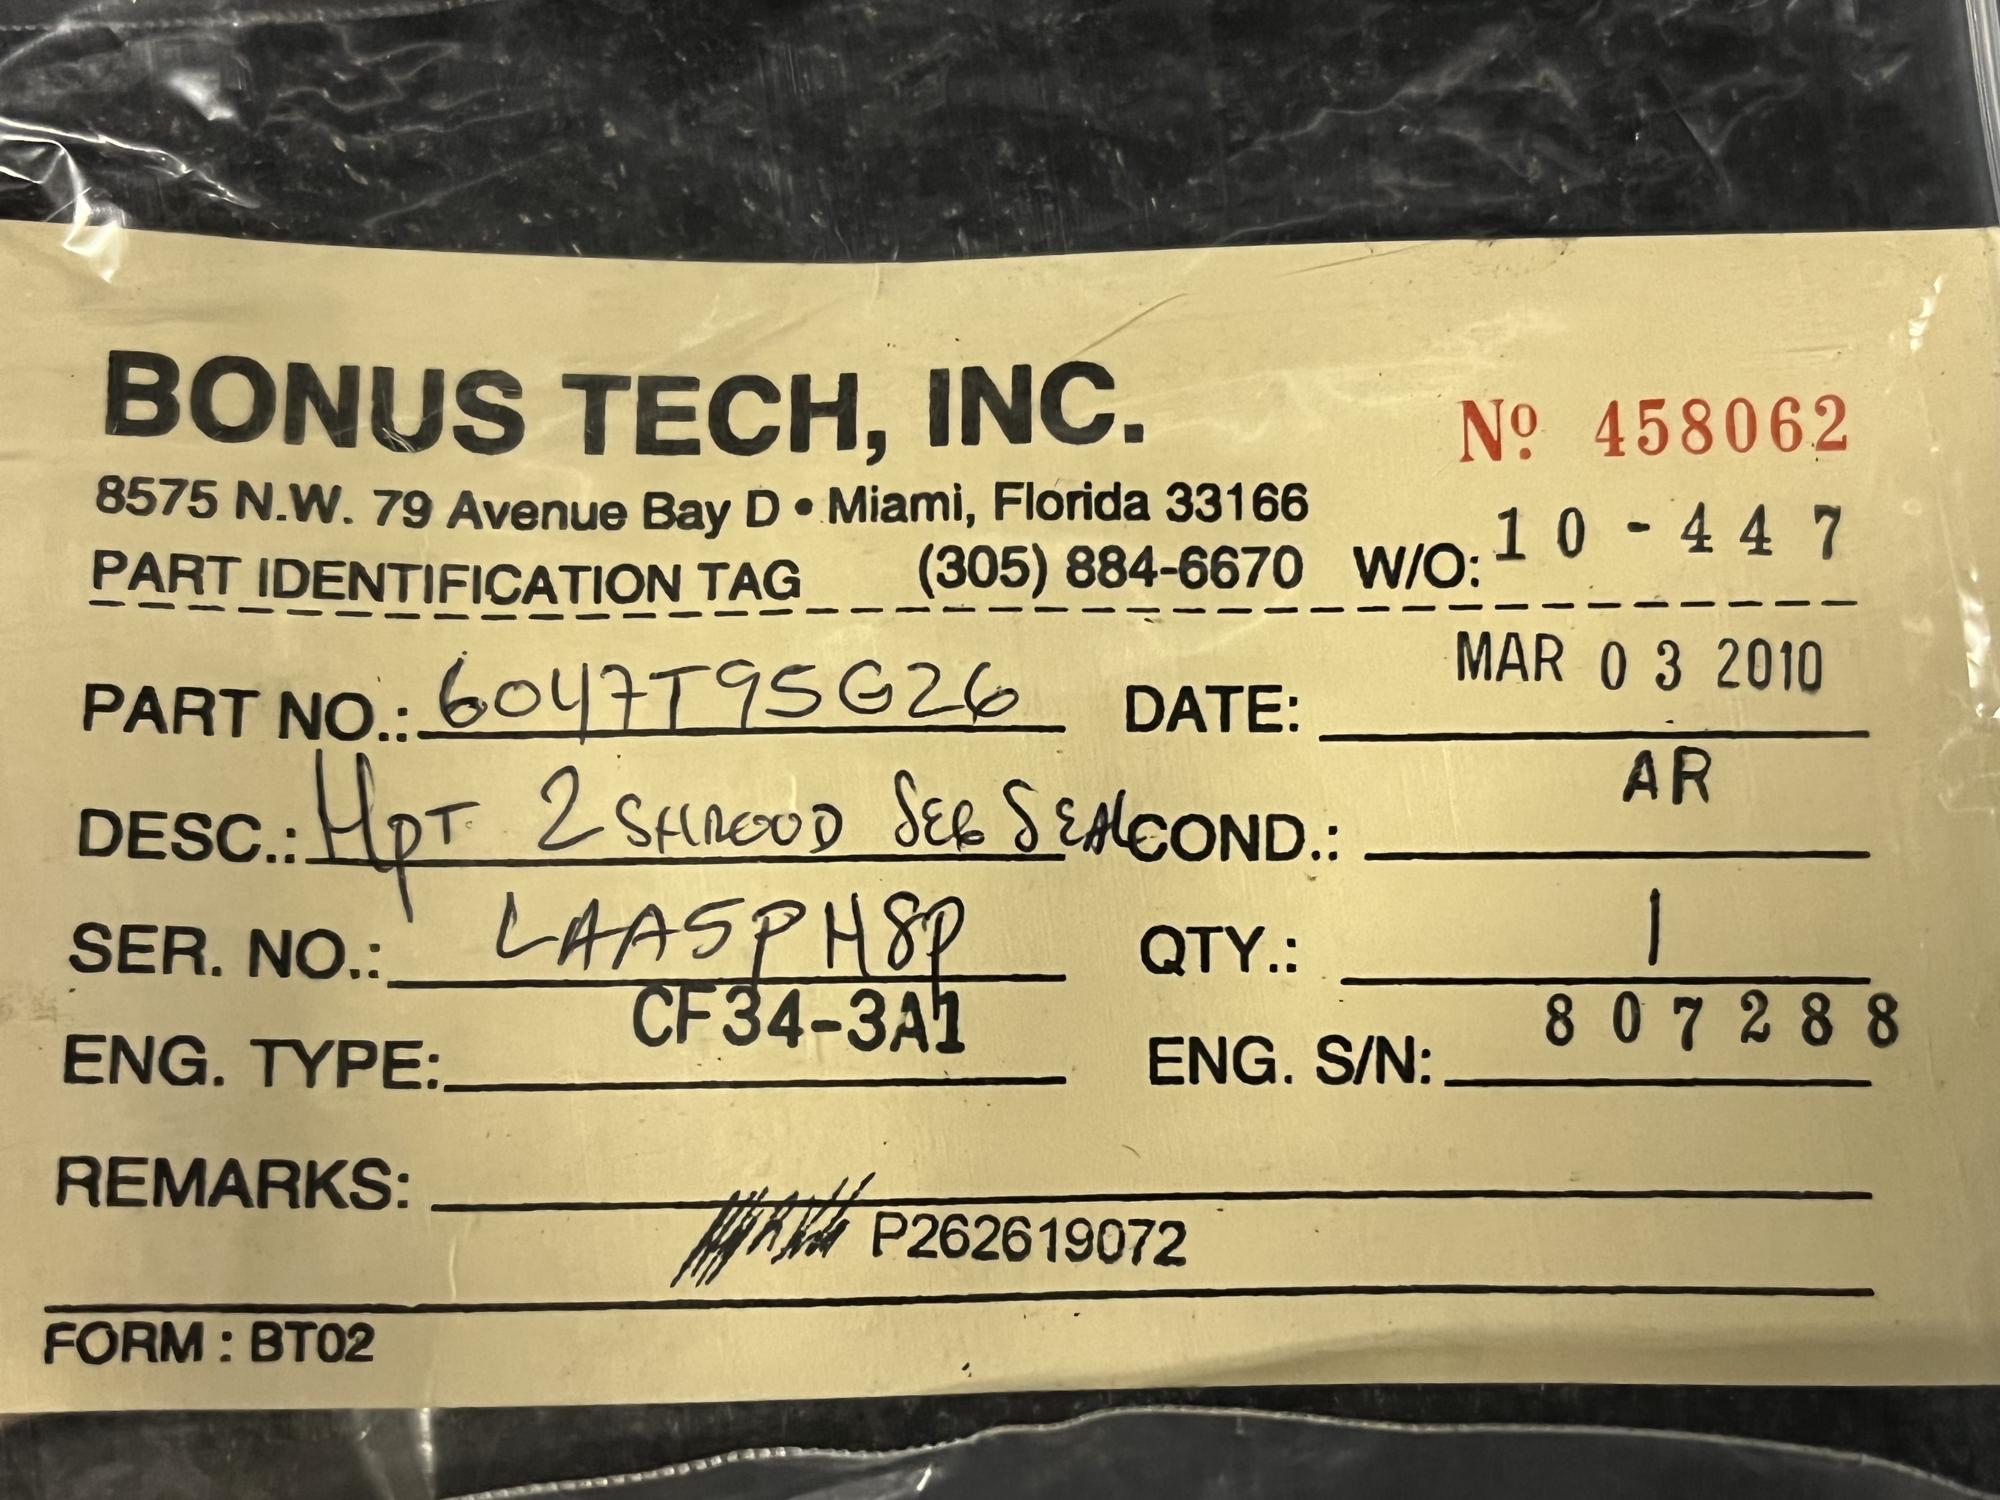 BONUS TECH, INC.
Nº 458062
8575 N.W. 79 Avenue Bay D • Miami, Florida 33166
PART IDENTIFICATION TAG (305) 884-6670 W/O: 10-447
PART NO.: 6047T95G26 DATE: MAR 03 2010
DESC.: HPT 2 SHROUD SEG SEAL COND.: AR
SER. NO.: LAA5PH8P QTY.: 1
ENG. TYPE: CF34-3A1 ENG. S/N: 807288
REMARKS:
P262619072
FORM : BT02